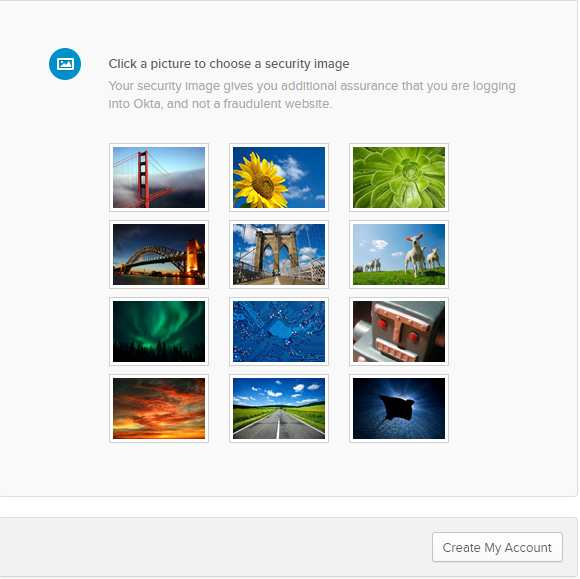 Click a picture to choose a security image
Your security image gives you additional assurance that you are logging
into Okta, and not a fraudulent website.
Create My Account